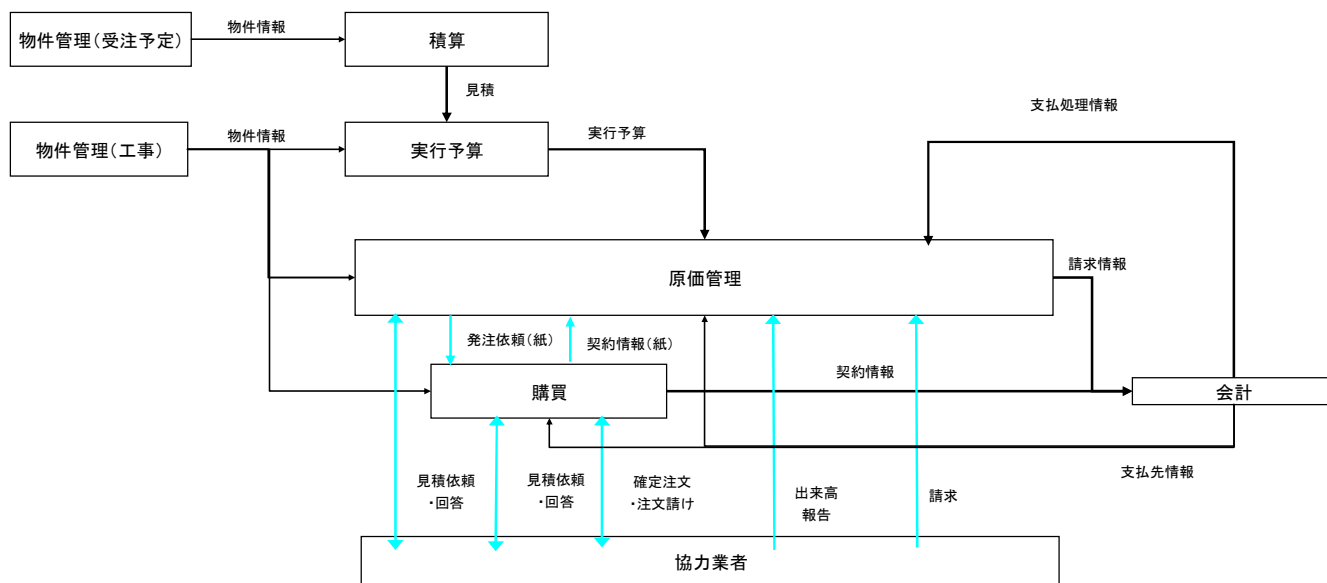 物件管理（受注予定）
物件情報
積算
見積
支払処理情報
物件管理（工事）
物件情報
実行予算
実行予算
原価管理
請求情報
発注依頼（紙）
契約情報（紙）
購買
契約情報
会計
見積依頼
・回答
見積依頼
・回答
確定注文
・注文請け
出来高
報告
請求
支払先情報
協力業者